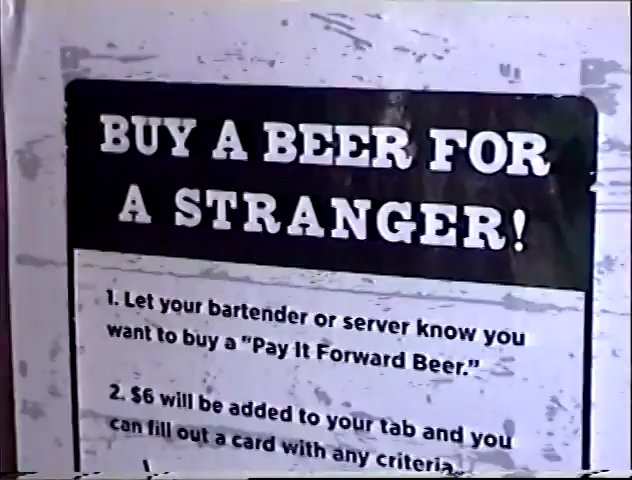 BUY A BEER FOR
A STRANGER!
1. Let your bartender or server know you
want to buy a "Pay It Forward Beer."
2. $6 will be added to your tab and you
can fill out a card with any criteria